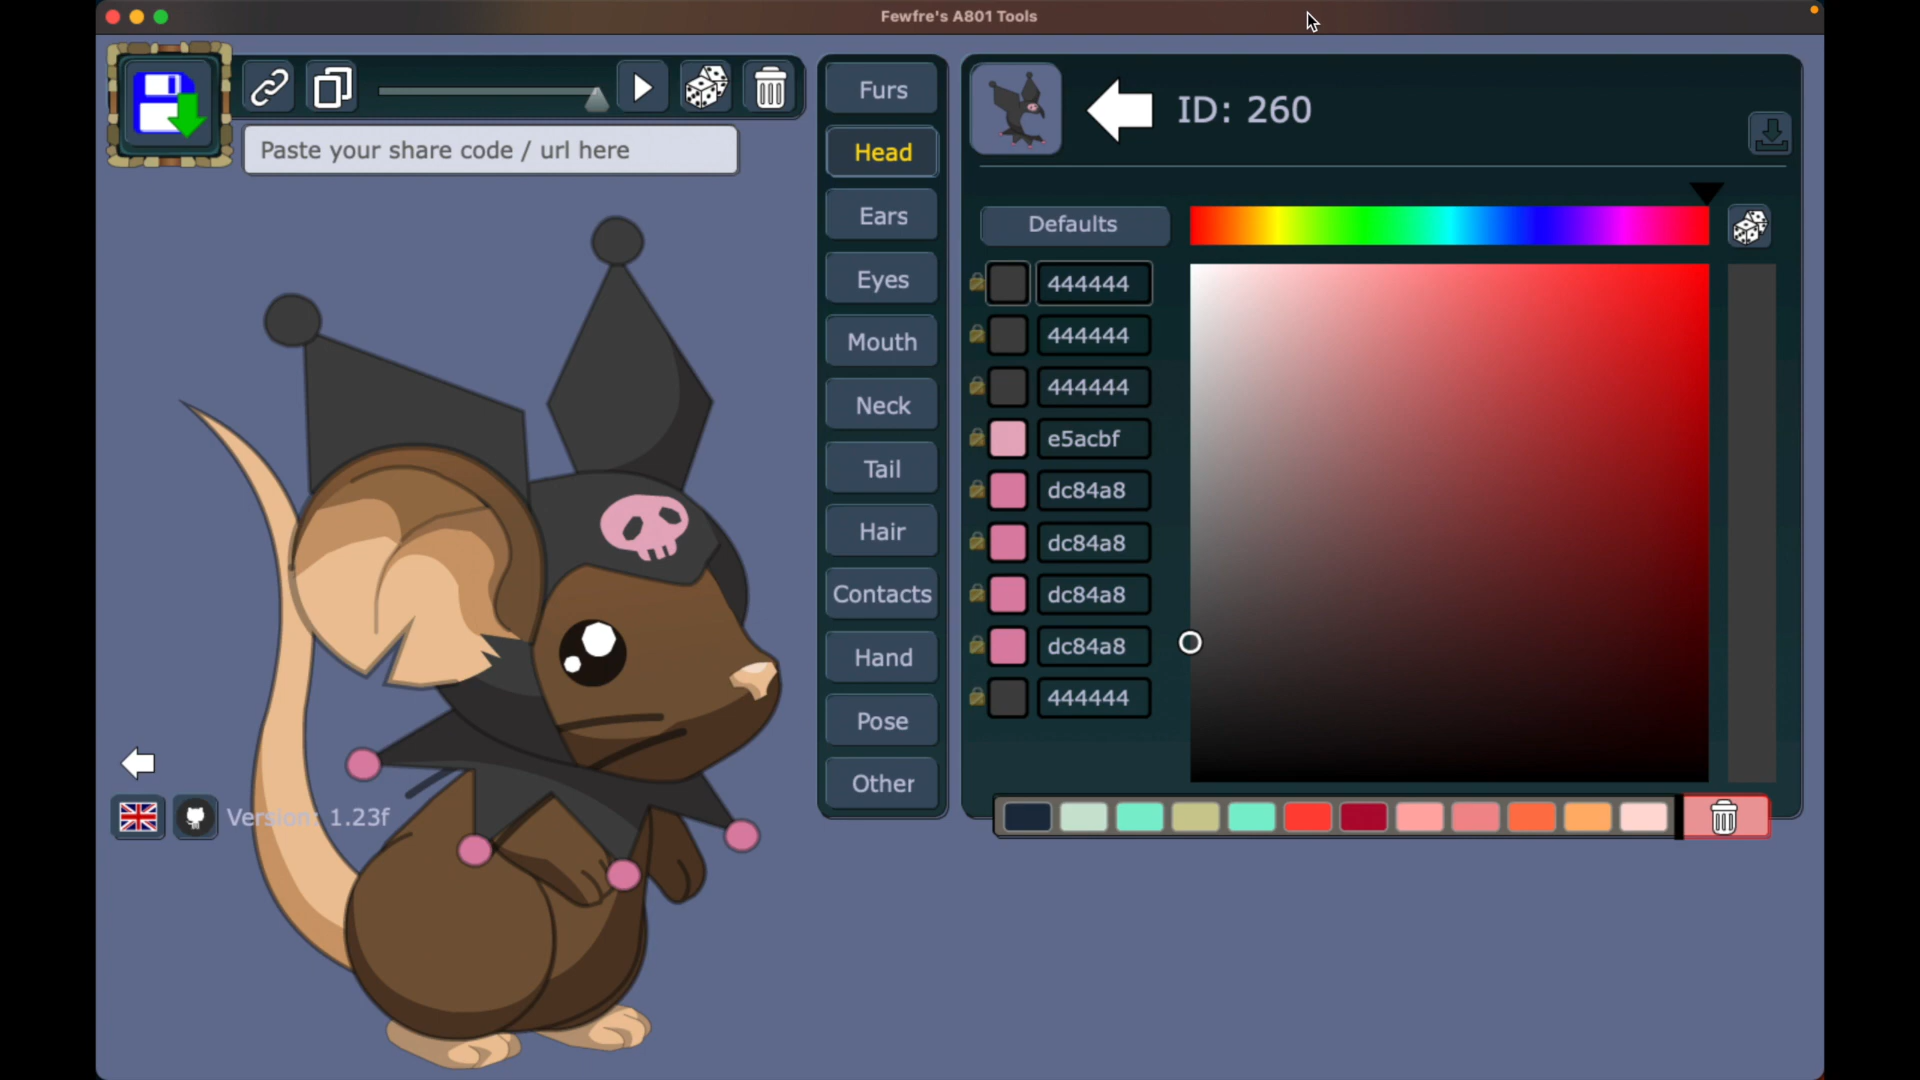 Fewfre's A801 Tools
Paste your share code / url here
Furs
Head
Ears
Eyes
Mouth
Neck
Tail
Hair
Contacts
Hand
Pose
Other
ID: 260
Defaults
444444
444444
444444
e5acbf
dc84a8
dc84a8
dc84a8
dc84a8
444444
Version: 1.23f